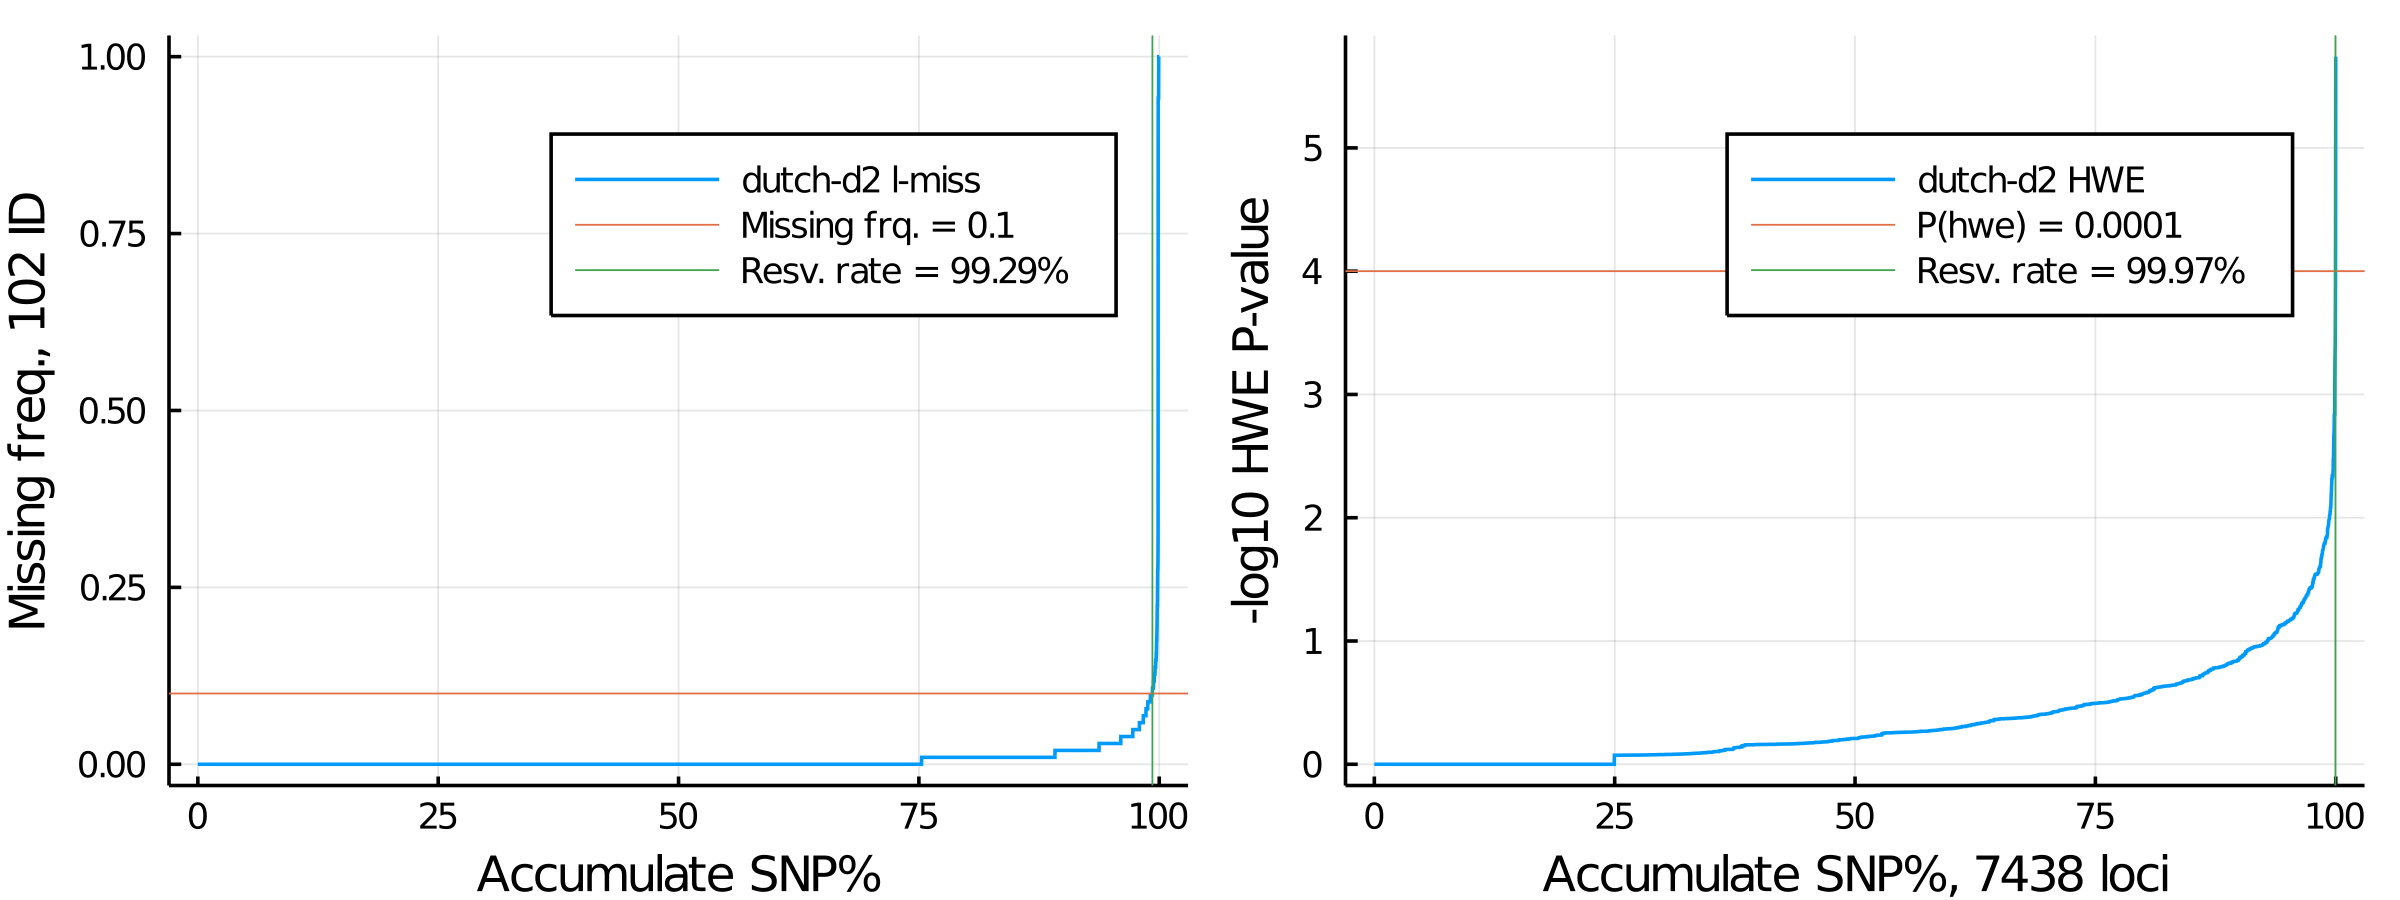 Missing freq., 102 ID
1.00
0.75
0.50
0.25
0.00
dutch-d2 l-miss
Missing frq. = 0.1
Resv. rate = 99.29%
0 25 50 75 100
Accumulate SNP%
-log10 HWE P-value
5
4
3
2
1
0
dutch-d2 HWE
P(hwe) = 0.0001
Resv. rate = 99.97%
0 25 50 75 100
Accumulate SNP%, 7438 loci